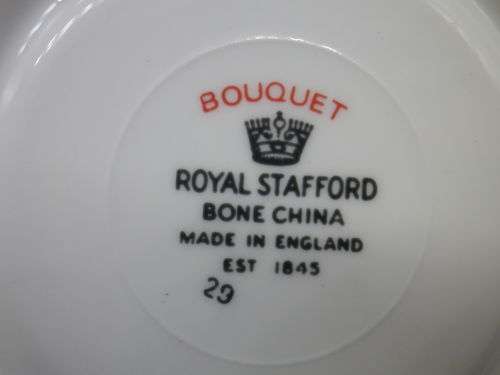 BOUQUET
ROYAL STAFFORD
BONE CHINA
MADE IN ENGLAND
EST 1845
29